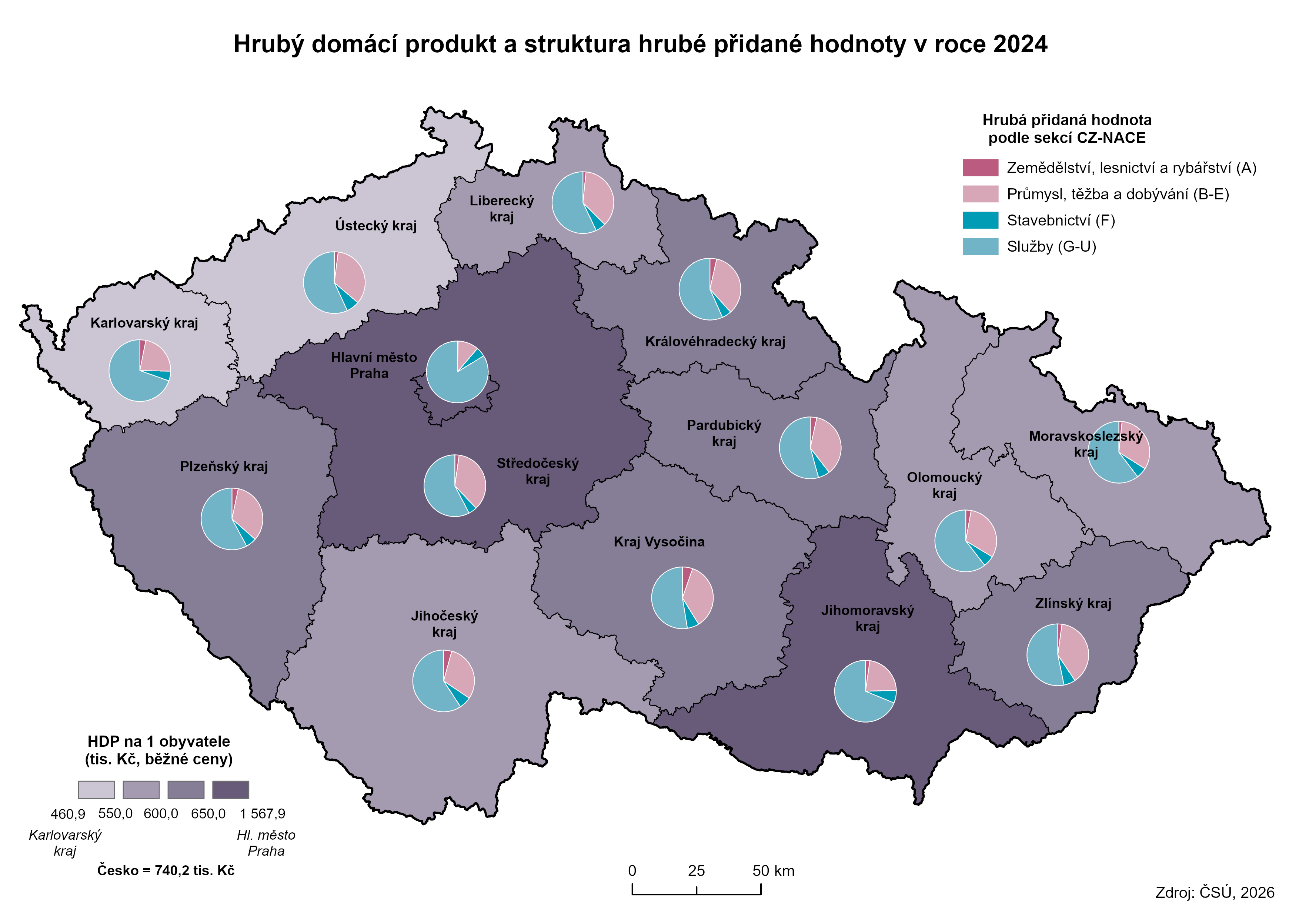 Hrubý domácí produkt a struktura hrubé přidané hodnoty v roce 2024
Hrubá přidaná hodnota
podle sekcí CZ-NACE
Zemědělství, lesnictví a rybářství (A)
Průmysl, těžba a dobývání (B-E)
Stavebnictví (F)
Služby (G-U)
Liberecký
kraj
Ústecký kraj
Karlovarský kraj
Královéhradecký kraj
Hlavní město
Praha
Pardubický
kraj
Moravskoslezský
kraj
Plzeňský kraj
Středočeský
kraj
Olomoucký
kraj
Kraj Vysočina
Jihočeský
kraj
Jihomoravský
kraj
Zlínský kraj
HDP na 1 obyvatele
(tis. Kč, běžné ceny)
460,9 550,0 600,0 650,0 1 567,9
Karlovarský
kraj
Hl. město
Praha
Česko = 740,2 tis. Kč
0 25 50 km
Zdroj: ČSÚ, 2026